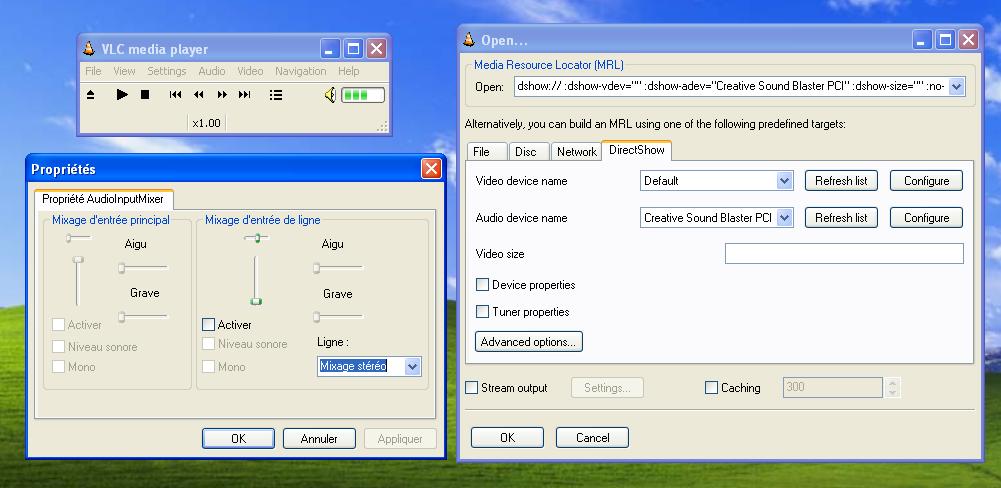 VLC media player
File View Settings Audio Video Navigation Help
x1.00
Propriétés
Propriété AudioInputMixer
Mixage d'entrée principal
Aigu
Grave
Activer
Niveau sonore
Mono
Mixage d'entrée de ligne
Aigu
Grave
Activer
Niveau sonore
Mono
Ligne :
Mixage stéréo
OK Annuler Appliquer
Open...
Media Resource Locator (MRL)
Open: dshow:// :dshow-vdev="" :dshow-adev="Creative Sound Blaster PCI" :dshow-size="" :no-
Alternatively, you can build an MRL using one of the following predefined targets:
File Disc Network DirectShow
Video device name Default Refresh list Configure
Audio device name Creative Sound Blaster PCI Refresh list Configure
Video size
Device properties
Tuner properties
Advanced options...
Stream output Settings... Caching 300
OK Cancel